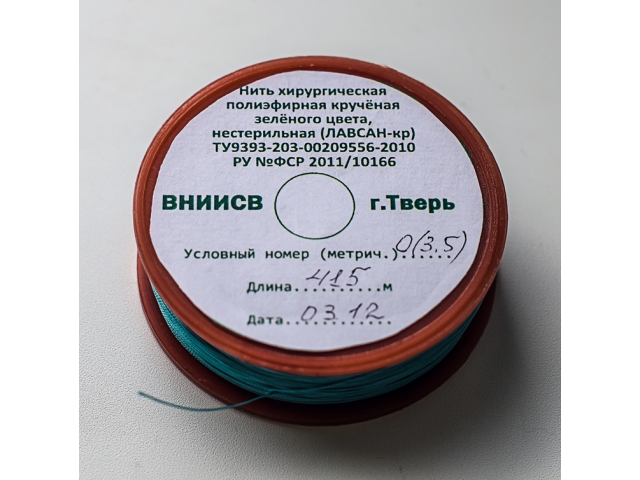 Нить хирургическая
полиэфирная кручёная
зелёного цвета,
нестерильная (ЛАВСАН-кр)
ТУ9393-203-00209556-2010
РУ №ФСР 2011/10166
ВНИИСВ г.Тверь
Условный номер (метрич.) 0(3.5)
Длина 415 м
Дата 03.12